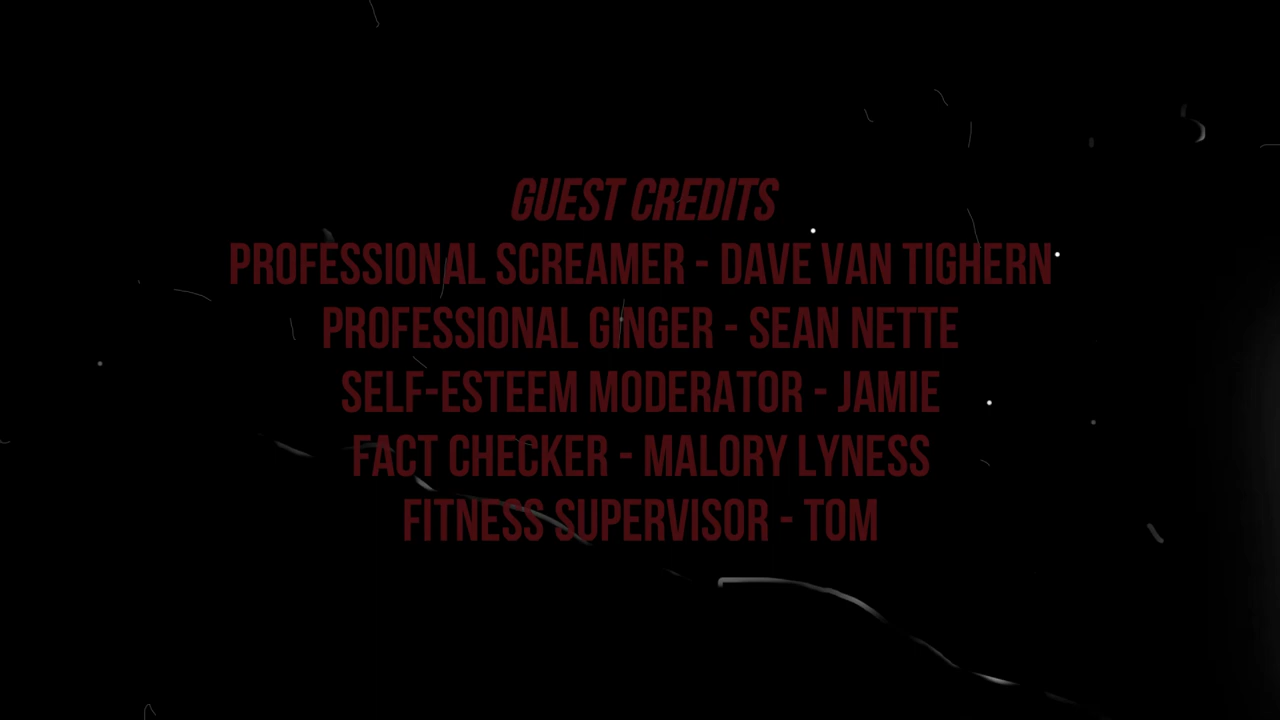 GUEST CREDITS
PROFESSIONAL SCREAMER - DAVE VAN TIGHERN
PROFESSIONAL GINGER - SEAN NETTE
SELF-ESTEEM MODERATOR - JAMIE
FACT CHECKER - MALORY LYNESS
FITNESS SUPERVISOR - TOM